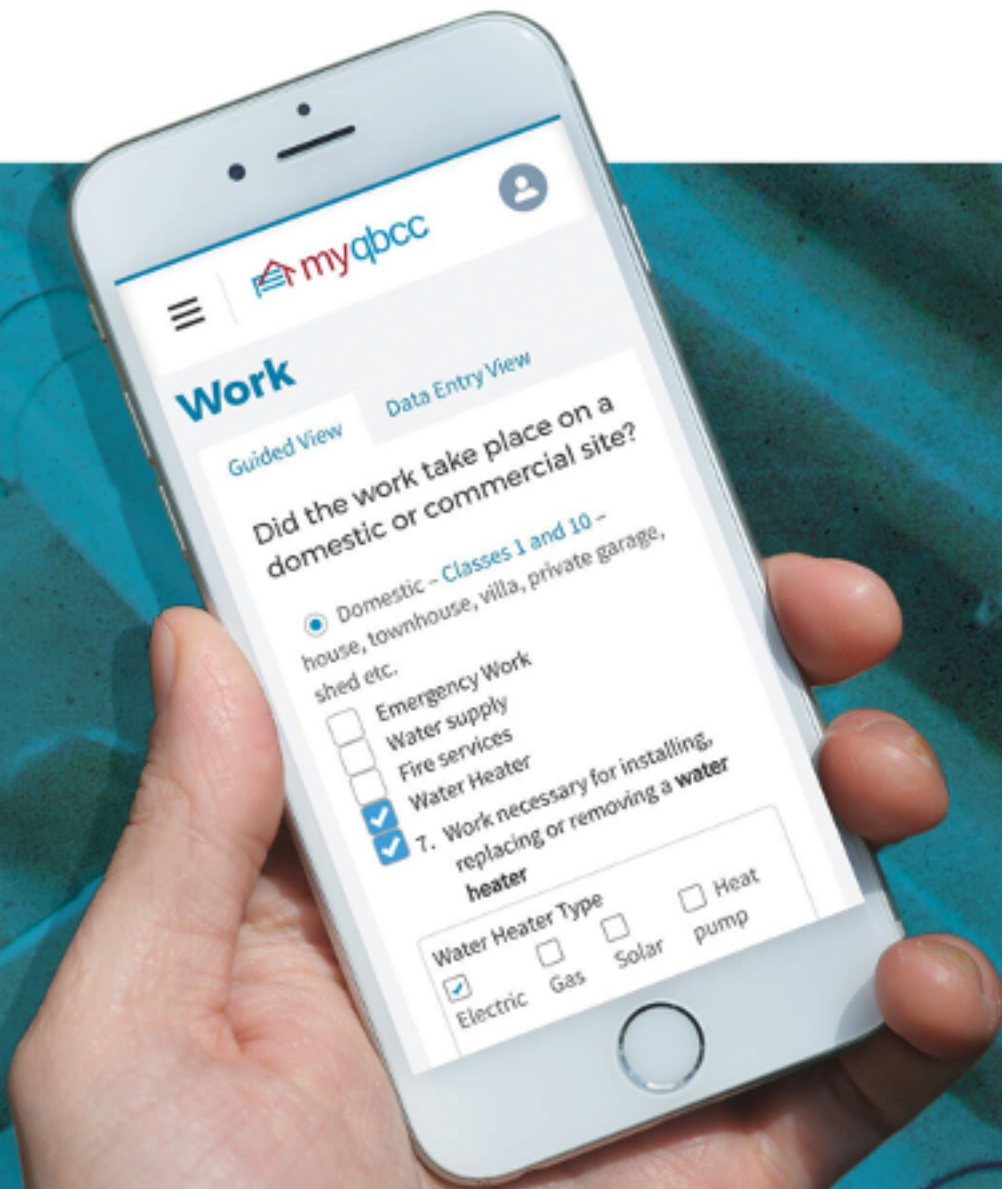 myqbcc
Work
Guided View
Data Entry View
Did the work take place on a
domestic or commercial site?
Domestic – Classes 1 and 10 –
house, townhouse, villa, private garage,
shed etc.
Emergency Work
Water supply
Fire services
Water Heater
7. Work necessary for installing,
replacing or removing a water
heater
Water Heater Type
Electric
Gas
Solar
Heat
pump